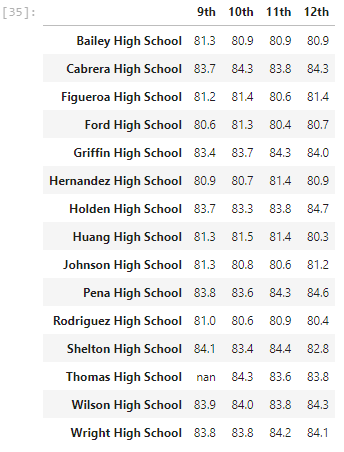 [35]:
9th 10th 11th 12th
Bailey High School 81.3 80.9 80.9 80.9
Cabrera High School 83.7 84.3 83.8 84.3
Figueroa High School 81.2 81.4 80.6 81.4
Ford High School 80.6 81.3 80.4 80.7
Griffin High School 83.4 83.7 84.3 84.0
Hernandez High School 80.9 80.7 81.4 80.9
Holden High School 83.7 83.3 83.8 84.7
Huang High School 81.3 81.5 81.4 80.3
Johnson High School 81.3 80.8 80.6 81.2
Pena High School 83.8 83.6 84.3 84.6
Rodriguez High School 81.0 80.6 80.9 80.4
Shelton High School 84.1 83.4 84.4 82.8
Thomas High School nan 84.3 83.6 83.8
Wilson High School 83.9 84.0 83.8 84.3
Wright High School 83.8 83.8 84.2 84.1